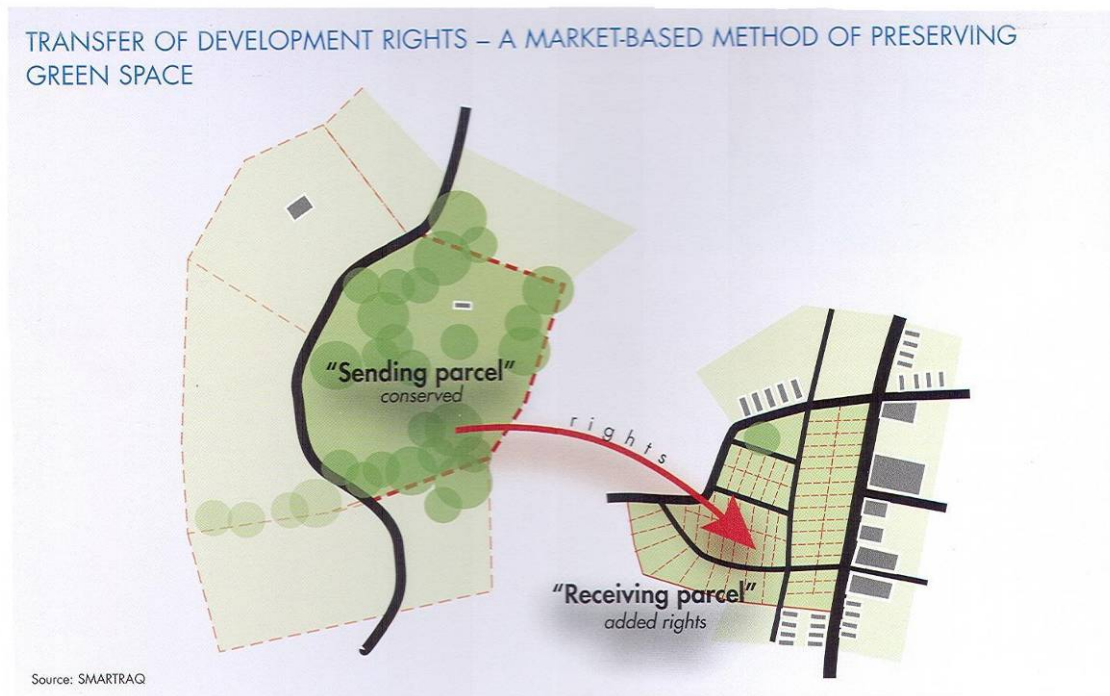 TRANSFER OF DEVELOPMENT RIGHTS – A MARKET-BASED METHOD OF PRESERVING
GREEN SPACE
“Sending parcel”
conserved
rights
“Receiving parcel”
added rights
Source: SMARTRAQ